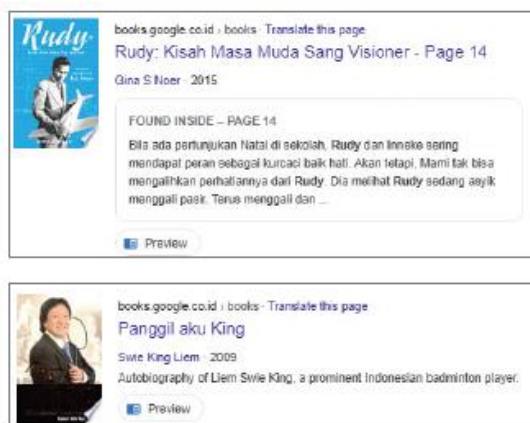 Rudy
books.google.co.id › books · Translate this page
Rudy: Kisah Masa Muda Sang Visioner - Page 14
Gina S Noer · 2015
FOUND INSIDE – PAGE 14
Bila ada pertunjukan Natal di sekolah, Rudy dan Inneke sering
mendapat peran sebagai kurcaci baik hati. Akan tetapi, Mami tak bisa
mengalihkan perhatiannya dari Rudy. Dia melihat Rudy sedang asyik
menggali pasir. Terus menggali dan ...
Preview
books.google.co.id › books · Translate this page
Panggil aku King
Swie King Liem · 2009
Autobiography of Liem Swie King, a prominent Indonesian badminton player.
Preview